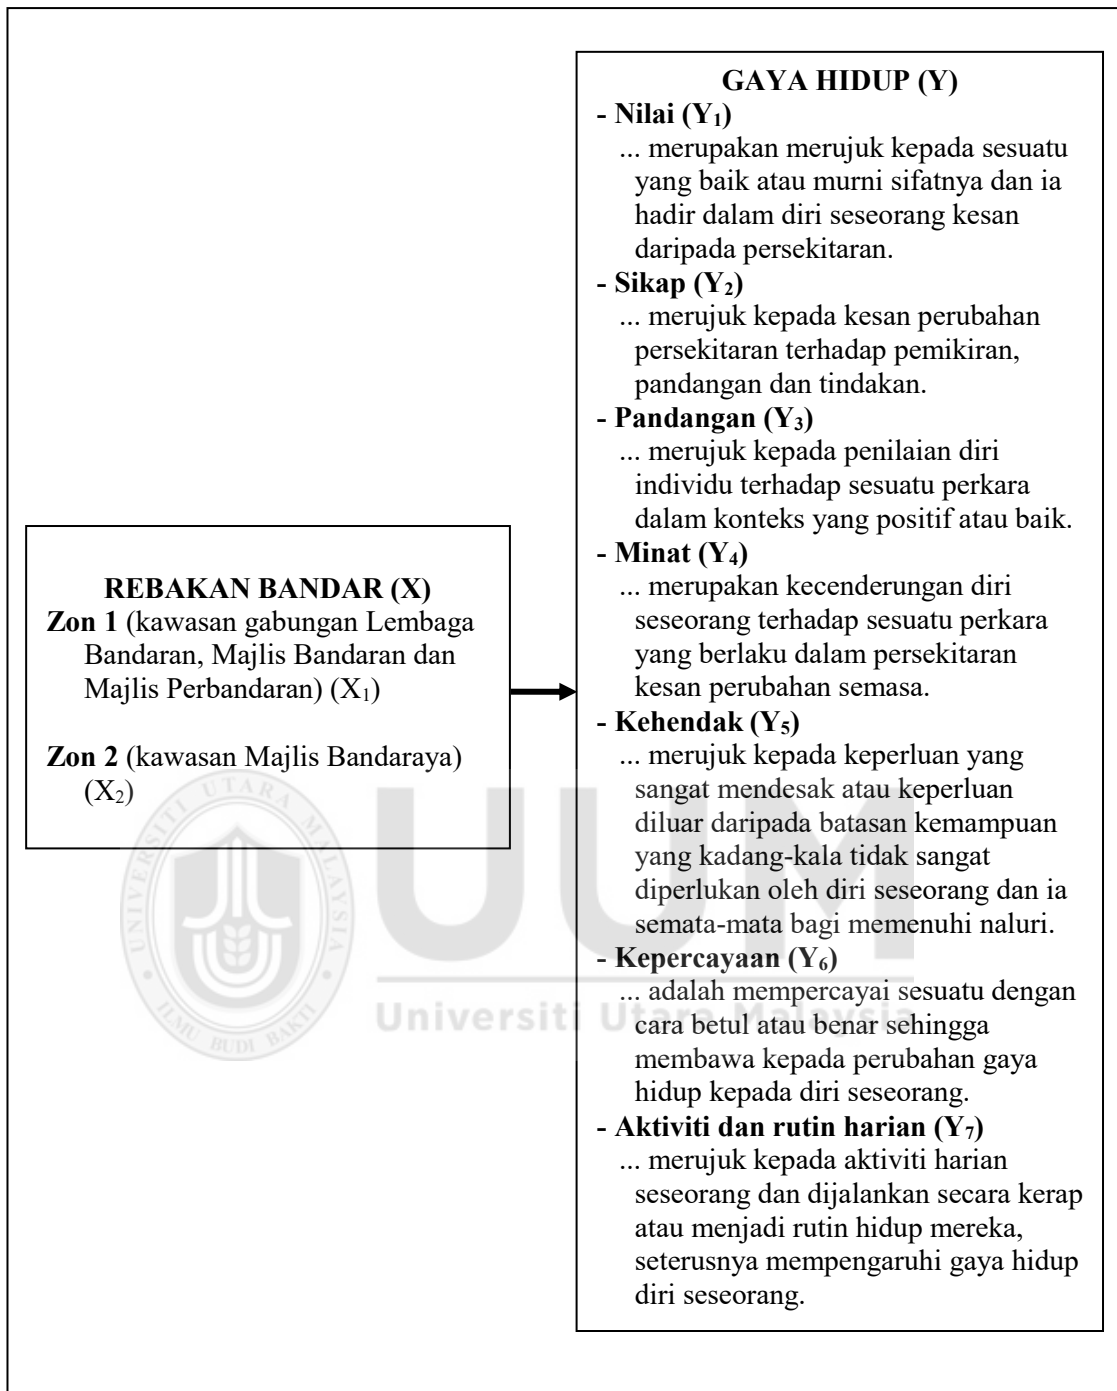 REBAKAN BANDAR (X)
Zon 1 (kawasan gabungan Lembaga
Bandaran, Majlis Bandaran dan
Majlis Perbandaran) (X₁)
Zon 2 (kawasan Majlis Bandaraya)
(X₂)
GAYA HIDUP (Y)
- Nilai (Y₁)
... merupakan merujuk kepada sesuatu
yang baik atau murni sifatnya dan ia
hadir dalam diri seseorang kesan
daripada persekitaran.
- Sikap (Y₂)
... merujuk kepada kesan perubahan
persekitaran terhadap pemikiran,
pandangan dan tindakan.
- Pandangan (Y₃)
... merujuk kepada penilaian diri
individu terhadap sesuatu perkara
dalam konteks yang positif atau baik.
- Minat (Y₄)
... merupakan kecenderungan diri
seseorang terhadap sesuatu perkara
yang berlaku dalam persekitaran
kesan perubahan semasa.
- Kehendak (Y₅)
... merujuk kepada keperluan yang
sangat mendesak atau keperluan
diluar daripada batasan kemampuan
yang kadang-kala tidak sangat
diperlukan oleh diri seseorang dan ia
semata-mata bagi memenuhi naluri.
- Kepercayaan (Y₆)
... adalah mempercayai sesuatu dengan
cara betul atau benar sehingga
membawa kepada perubahan gaya
hidup kepada diri seseorang.
- Aktiviti dan rutin harian (Y₇)
... merujuk kepada aktiviti harian
seseorang dan dijalankan secara kerap
atau menjadi rutin hidup mereka,
seterusnya mempengaruhi gaya hidup
diri seseorang.
UNIVERSITI UTARA MALAYSIA
ILMU BUDI BAKTI
UUM
Universiti Utara Malaysia